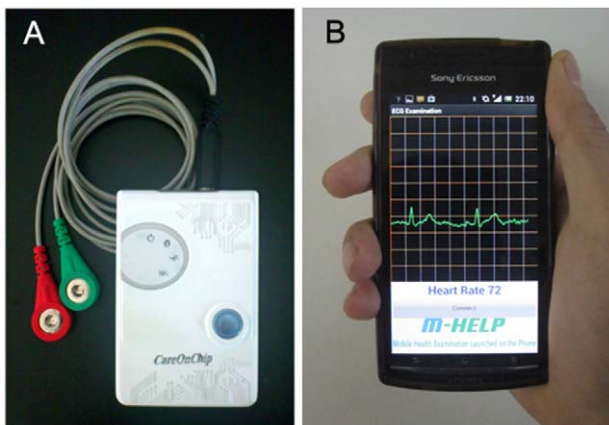 A
CareOnChip
B
Sony Ericsson
22:10
ECG Examination
Heart Rate 72
Connect
M-HELP
Mobile Health Examination Launched on the Phone